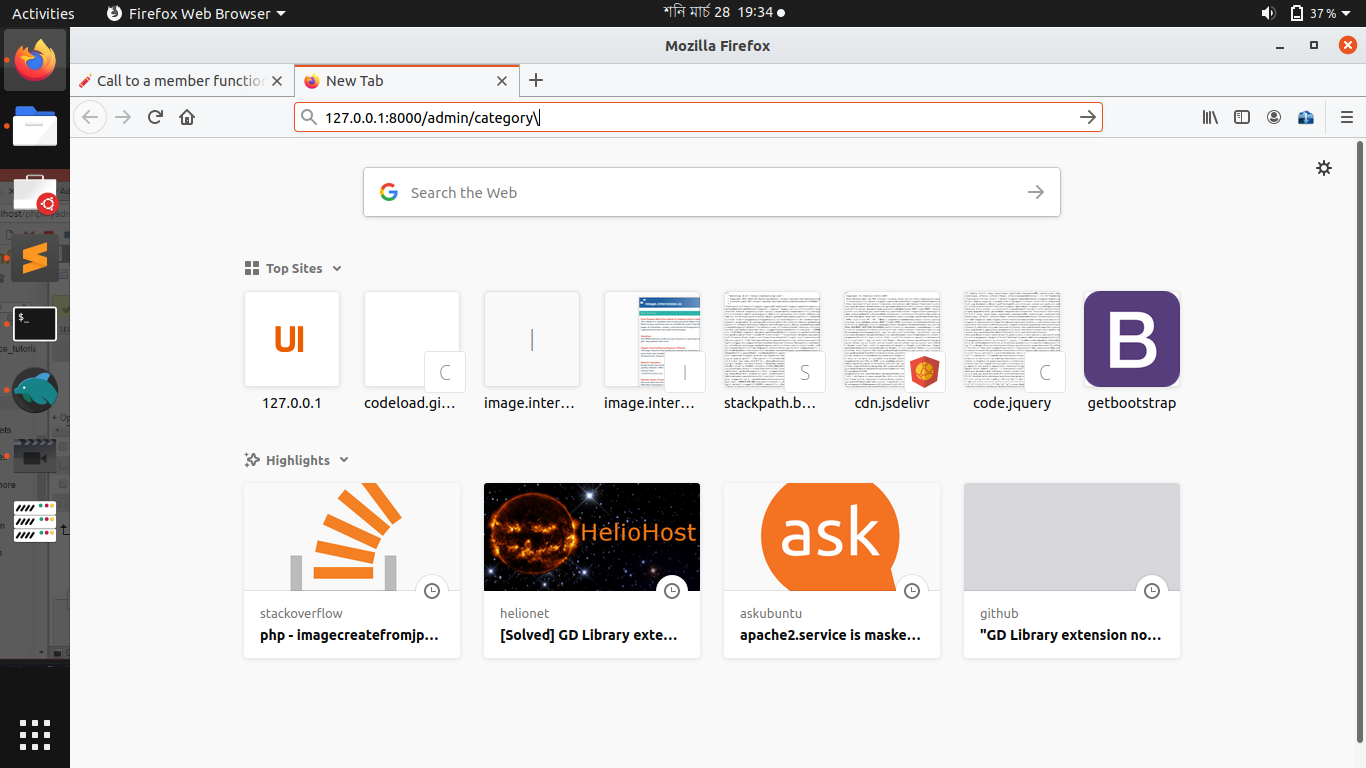 Activities Firefox Web Browser শনি মার্চ 28 19:34 37%
Mozilla Firefox
Call to a member function New Tab
127.0.0.1:8000/admin/category\
Search the Web
Top Sites
UI
C
I
S
C
B
127.0.0.1 codeload.gi... image.inter... image.inter... stackpath.b... cdn.jsdelivr code.jquery getbootstrap
Highlights
HelioHost
ask
stackoverflow helionet askubuntu github
php - imagecreatefromjp... [Solved] GD Library exte... apache2.service is maske... "GD Library extension no...